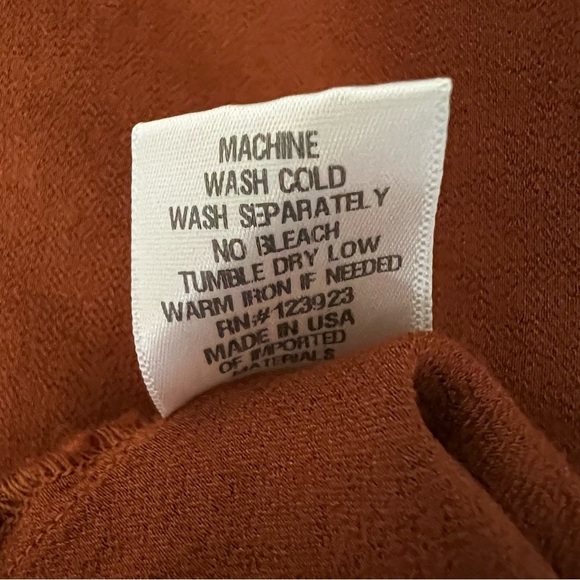 MACHINE
WASH COLD
WASH SEPARATELY
NO BLEACH
TUMBLE DRY LOW
WARM IRON IF NEEDED
RN#123923
MADE IN USA
OF IMPORTED
MATERIALS